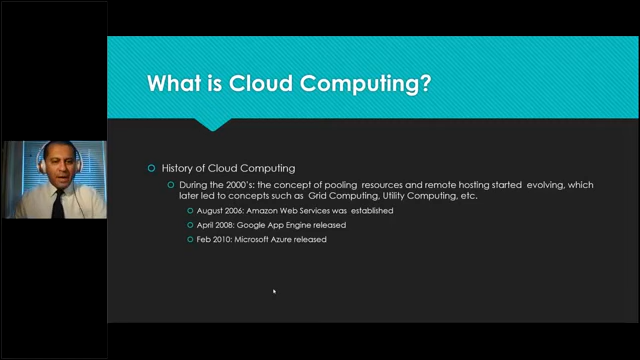 What is Cloud Computing?
History of Cloud Computing
During the 2000's: the concept of pooling resources and remote hosting started evolving, which
later led to concepts such as Grid Computing, Utility Computing, etc.
August 2006: Amazon Web Services was established
April 2008: Google App Engine released
Feb 2010: Microsoft Azure released